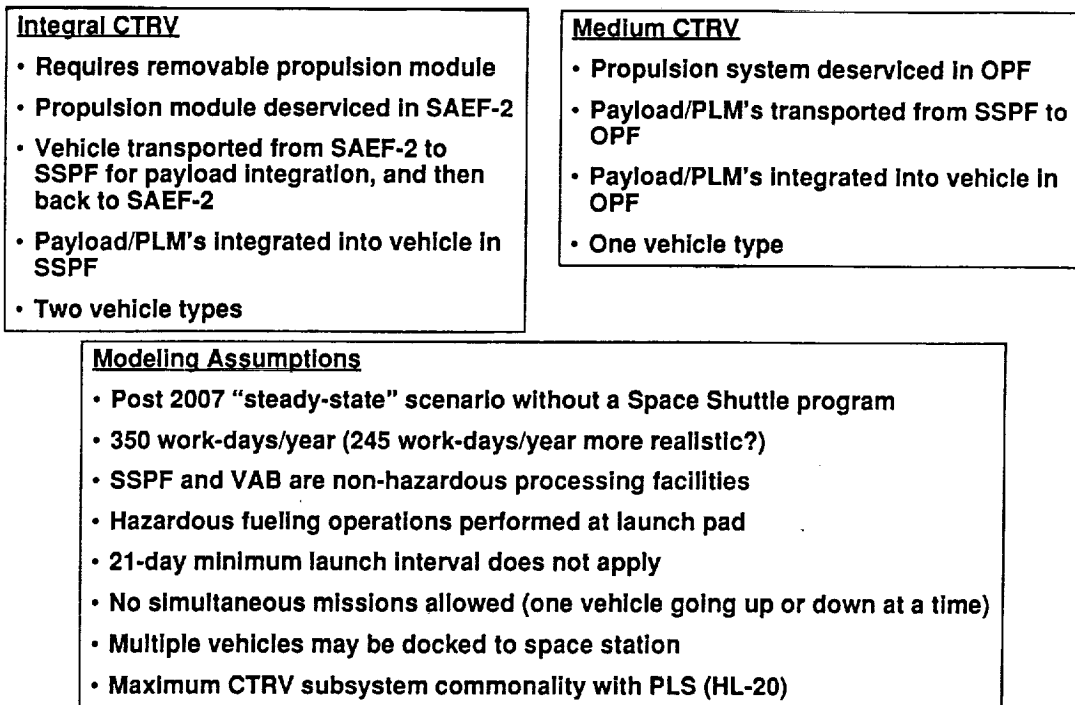 Integral CTRV
• Requires removable propulsion module
• Propulsion module deserviced in SAEF-2
• Vehicle transported from SAEF-2 to
SSPF for payload integration, and then
back to SAEF-2
• Payload/PLM's integrated into vehicle in
SSPF
• Two vehicle types
Medium CTRV
• Propulsion system deserviced in OPF
• Payload/PLM's transported from SSPF to
OPF
• Payload/PLM's integrated into vehicle in
OPF
• One vehicle type
Modeling Assumptions
• Post 2007 “steady-state” scenario without a Space Shuttle program
• 350 work-days/year (245 work-days/year more realistic?)
• SSPF and VAB are non-hazardous processing facilities
• Hazardous fueling operations performed at launch pad
• 21-day minimum launch interval does not apply
• No simultaneous missions allowed (one vehicle going up or down at a time)
• Multiple vehicles may be docked to space station
• Maximum CTRV subsystem commonality with PLS (HL-20)